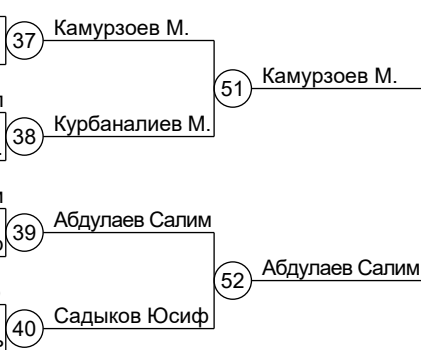 37
Камурзоев М.
38
Курбаналиев М.
51
Камурзоев М.
39
Абдулаев Салим
40
Садыков Юсиф
52
Абдулаев Салим